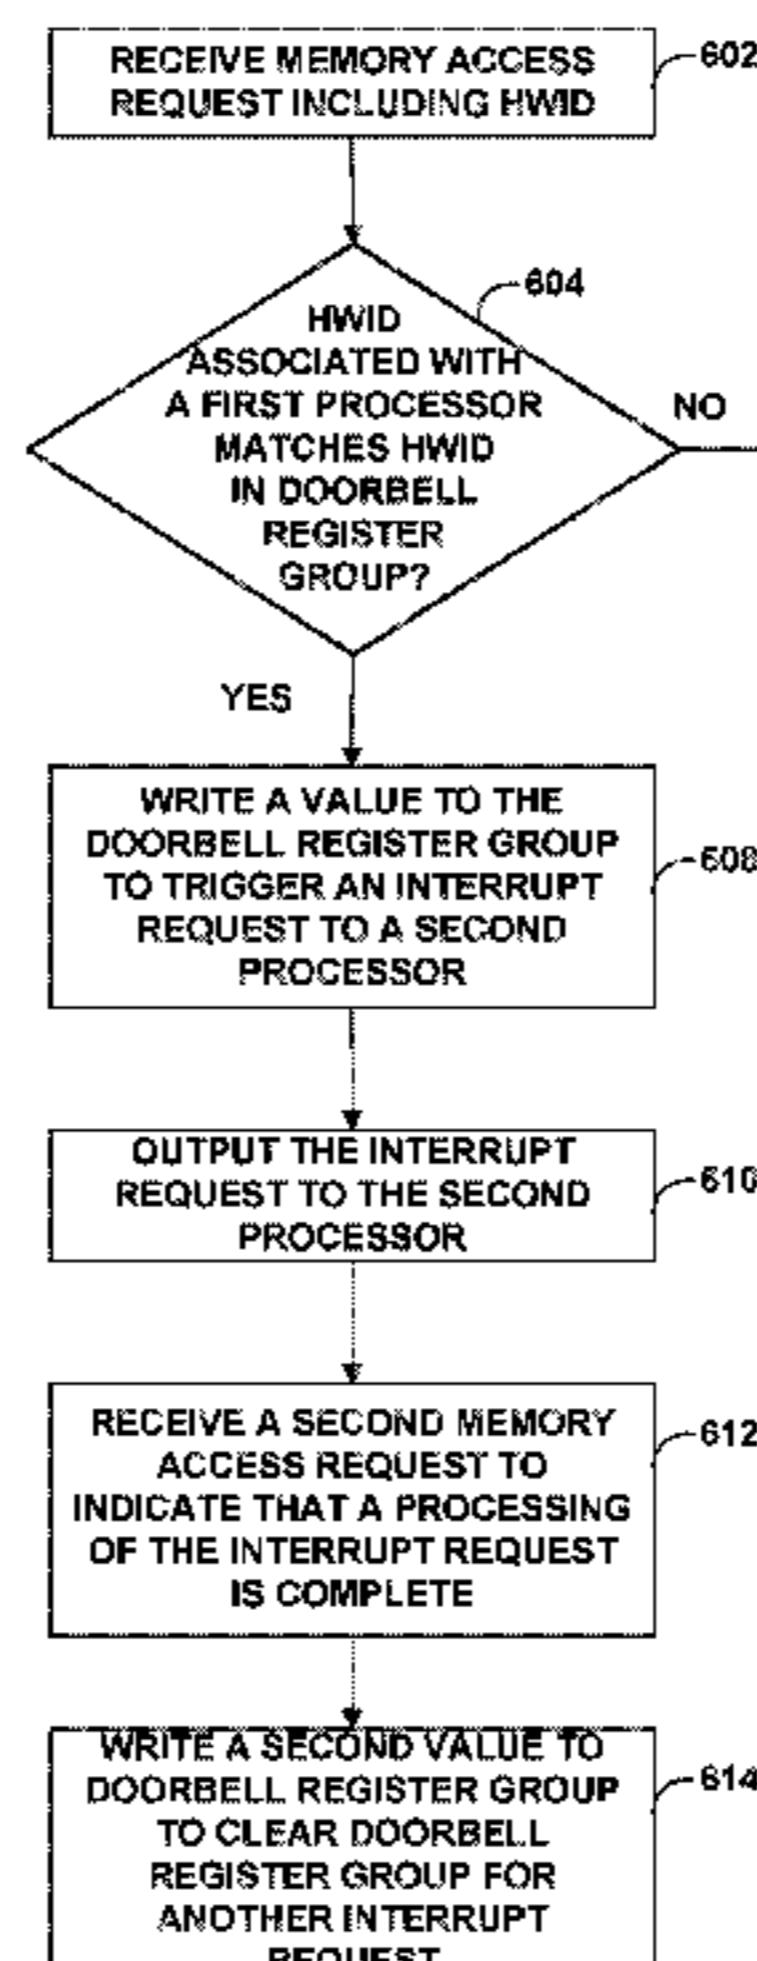 RECEIVE MEMORY ACCESS
REQUEST INCLUDING HWID
602
604
HWID
ASSOCIATED WITH
A FIRST PROCESSOR
MATCHES HWID
IN DOORBELL
REGISTER
GROUP?
NO
YES
WRITE A VALUE TO THE
DOORBELL REGISTER GROUP
TO TRIGGER AN INTERRUPT
REQUEST TO A SECOND
PROCESSOR
608
OUTPUT THE INTERRUPT
REQUEST TO THE SECOND
PROCESSOR
610
RECEIVE A SECOND MEMORY
ACCESS REQUEST TO
INDICATE THAT A PROCESSING
OF THE INTERRUPT REQUEST
IS COMPLETE
612
WRITE A SECOND VALUE TO
DOORBELL REGISTER GROUP
TO CLEAR DOORBELL
REGISTER GROUP FOR
ANOTHER INTERRUPT
REQUEST
614